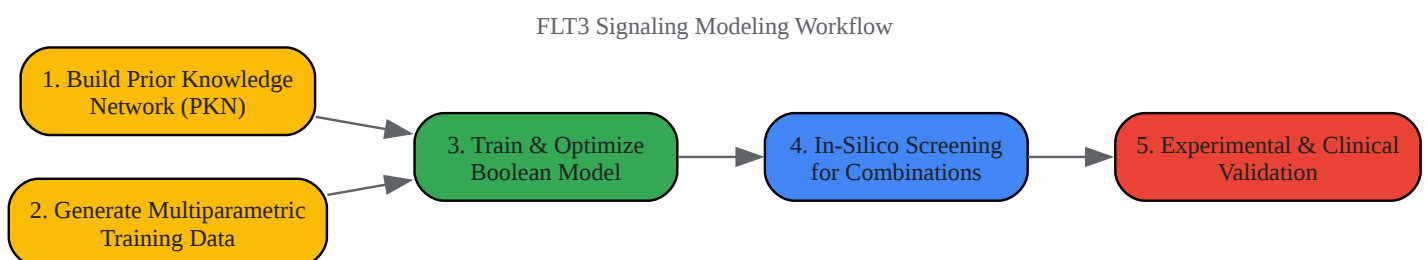 FLT3 Signaling Modeling Workflow
1. Build Prior Knowledge
Network (PKN)
2. Generate Multiparametric
Training Data
3. Train & Optimize
Boolean Model
4. In-Silico Screening
for Combinations
5. Experimental & Clinical
Validation